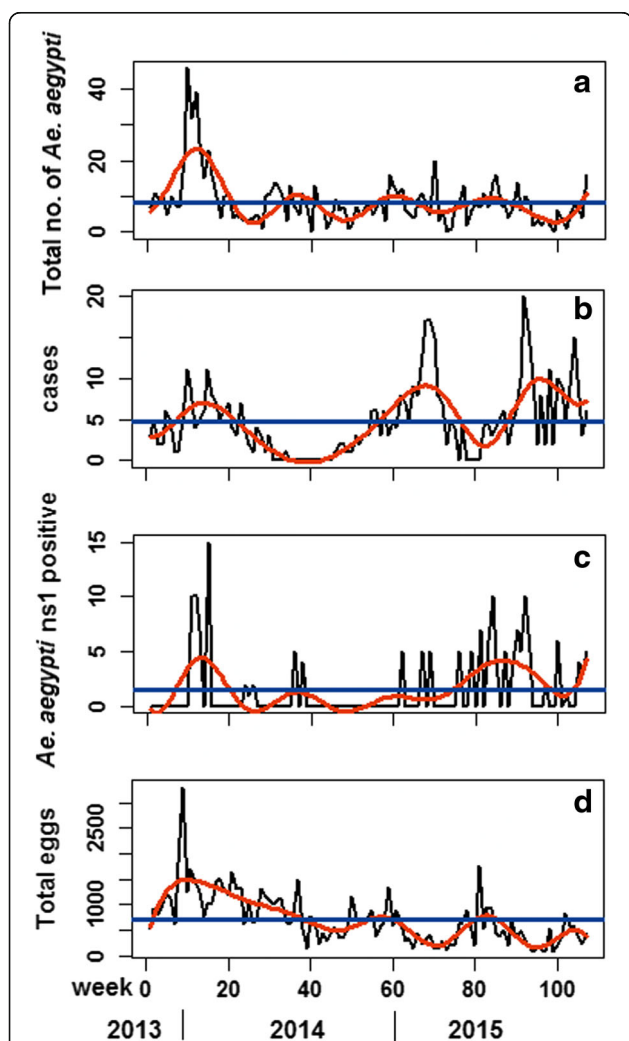 a
Total no. of Ae. aegypti
0 20 40
b
cases
0 5 10 20
c
Ae. aegypti ns1 positive
0 5 10 15
d
Total eggs
0 1000 2500
week 0 20 40 60 80 100
2013 2014 2015